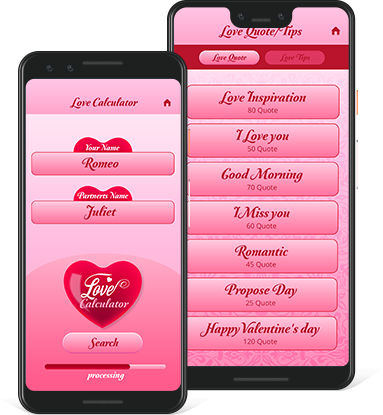 Love Calculator
Your Name
Romeo
Partnerts Name
Juliet
Love
Calculator
Search
processing
Love Quote/Tips
Love Quote
Love Tips
Love Inspiration
80 Quote
I Love you
50 Quote
Good Morning
70 Quote
I Miss you
60 Quote
Romantic
45 Quote
Propose Day
25 Quote
Happy Valentine's day
120 Quote